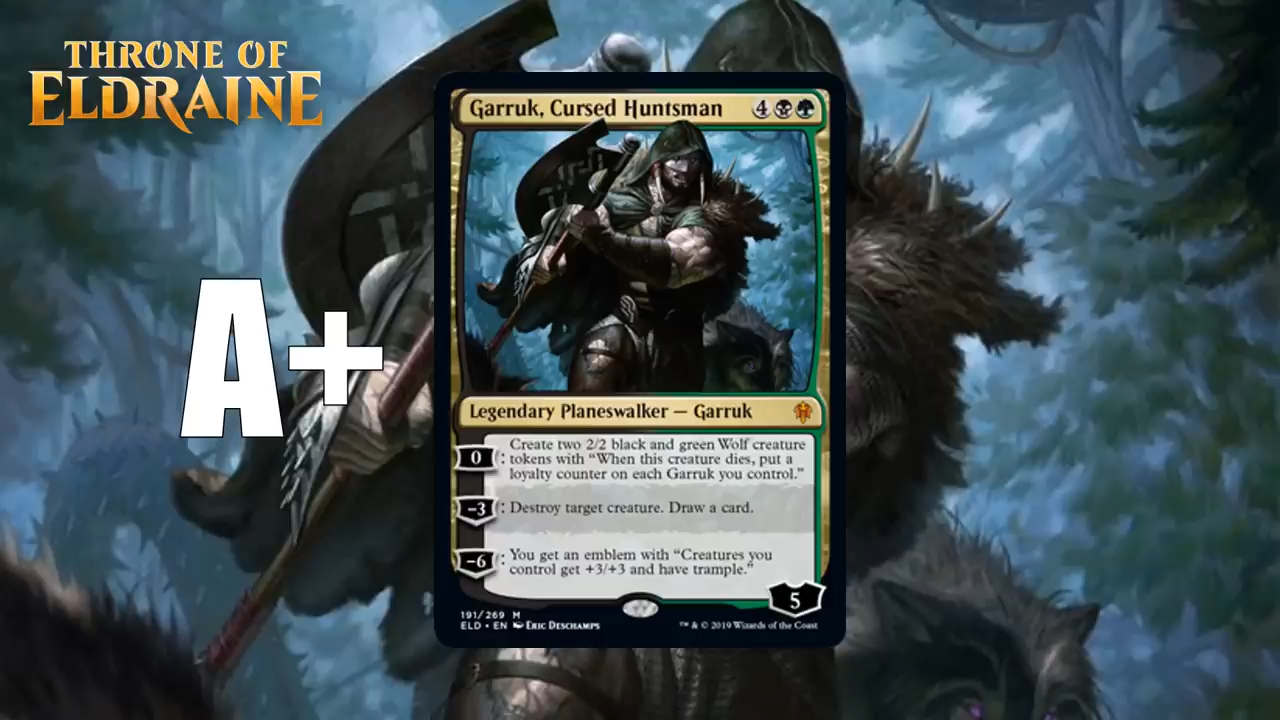 THRONE OF
ELDRAINE
A+
Garruk, Cursed Huntsman 4
Legendary Planeswalker — Garruk
0 : Create two 2/2 black and green Wolf creature
tokens with “When this creature dies, put a
loyalty counter on each Garruk you control.”
−3 : Destroy target creature. Draw a card.
−6 : You get an emblem with “Creatures you
control get +3/+3 and have trample.”
5
191/269 M
ELD • EN Eric Deschamps
™ & © 2019 Wizards of the Coast